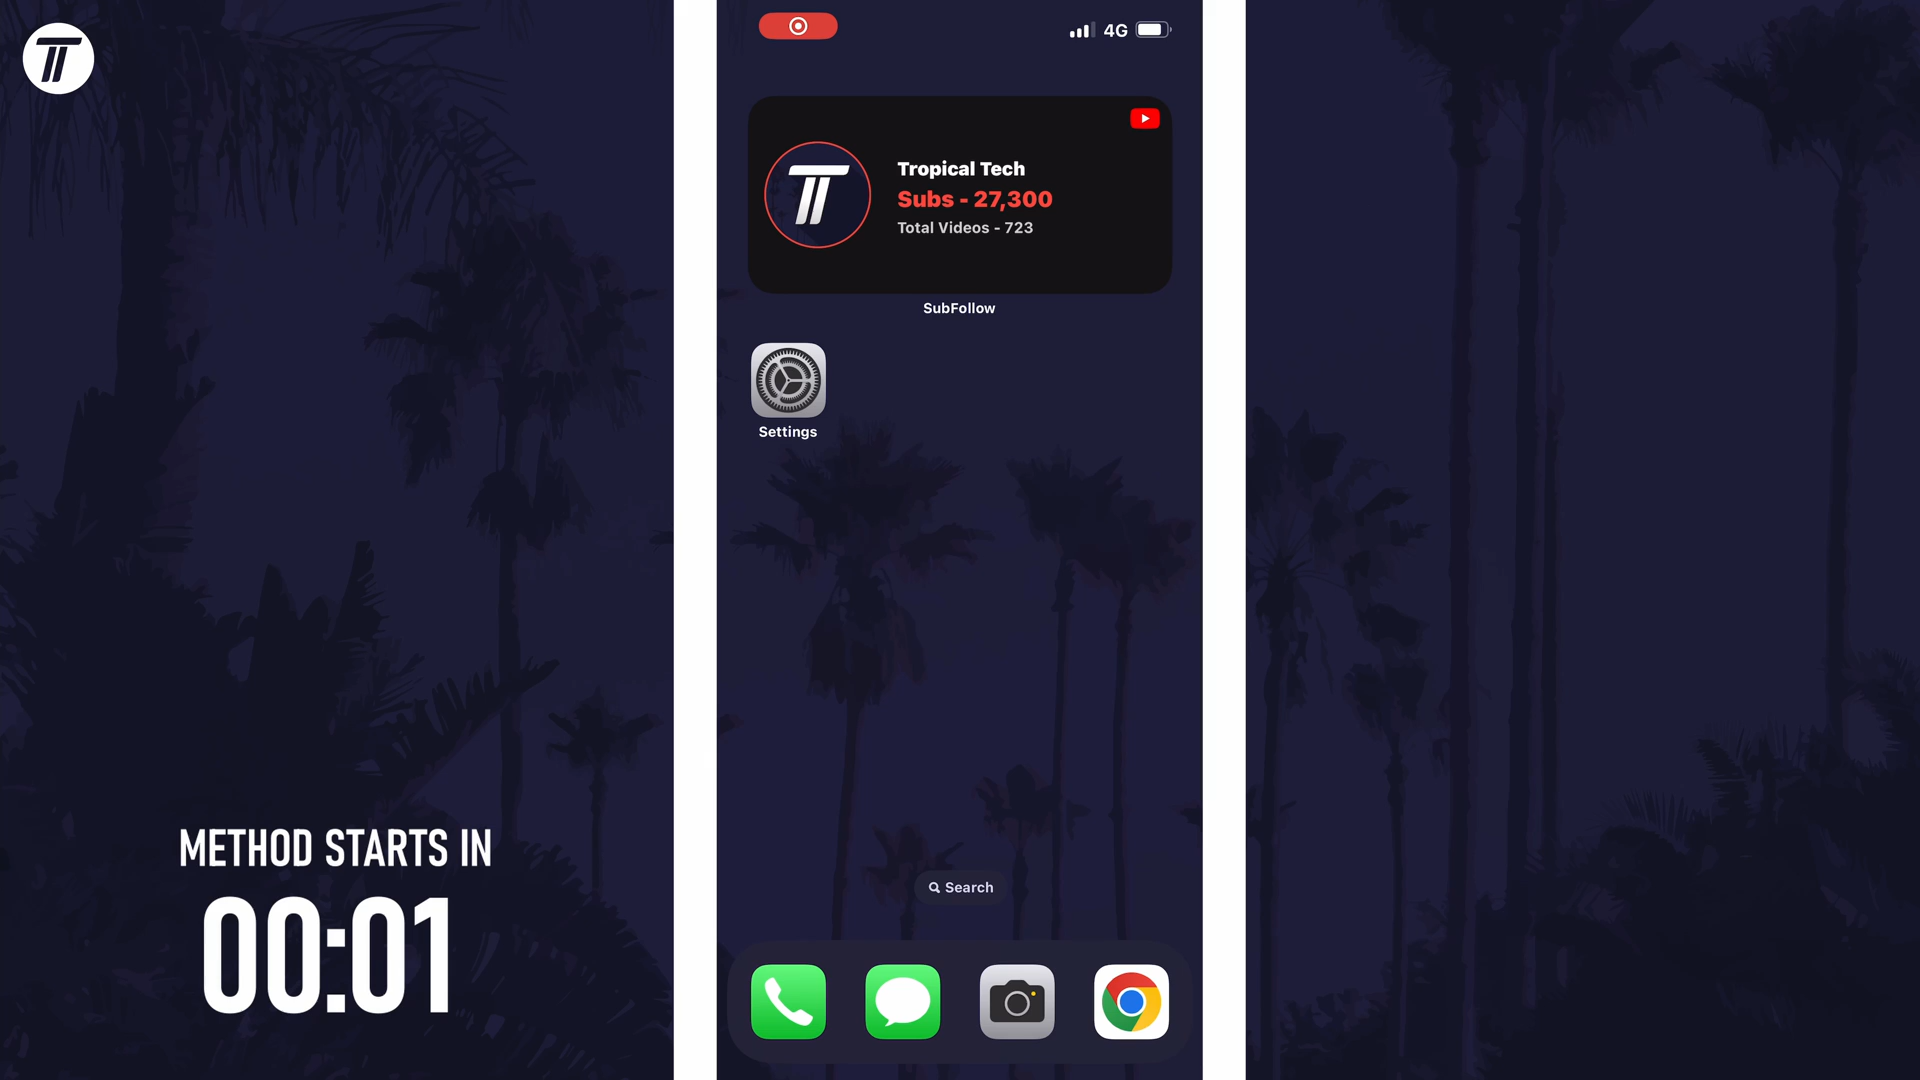 4G
Tropical Tech
Subs - 27,300
Total Videos - 723
SubFollow
Settings
Search
METHOD STARTS IN
00:01